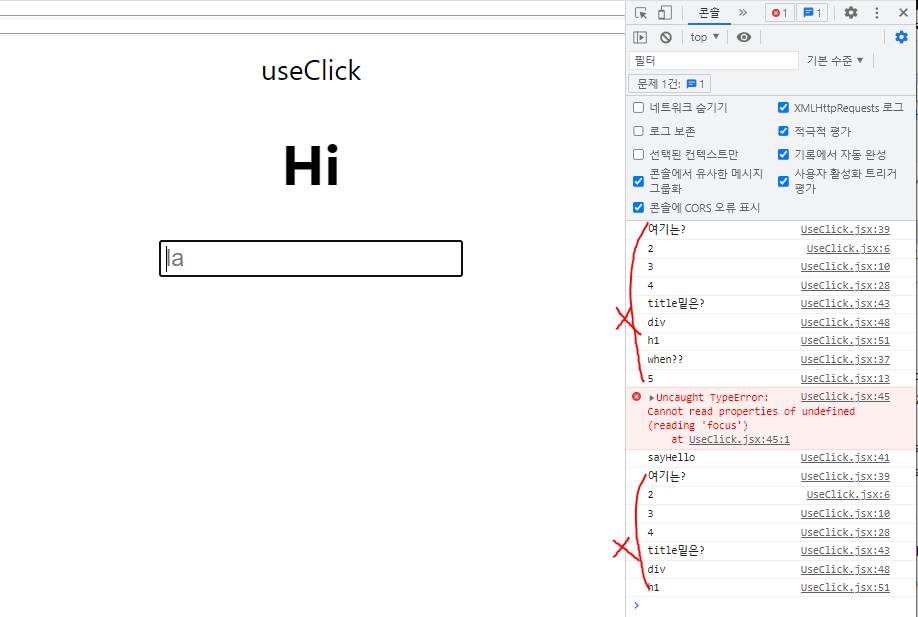 useClick
Hi
la
콘솔
1
1
top
필터
기본 수준
문제 1건: 1
네트워크 숨기기
XMLHttpRequests 로그
로그 보존
적극적 평가
선택된 컨텍스트만
기록에서 자동 완성
콘솔에서 유사한 메시지 그룹화
사용자 활성화 트리거 평가
콘솔에 CORS 오류 표시
여기는? UseClick.jsx:39
2 UseClick.jsx:6
3 UseClick.jsx:10
4 UseClick.jsx:28
title밑은? UseClick.jsx:43
div UseClick.jsx:48
h1 UseClick.jsx:51
when?? UseClick.jsx:37
5 UseClick.jsx:13
Uncaught TypeError: UseClick.jsx:45
Cannot read properties of undefined
(reading 'focus')
at UseClick.jsx:45:1
sayHello UseClick.jsx:41
여기는? UseClick.jsx:39
2 UseClick.jsx:6
3 UseClick.jsx:10
4 UseClick.jsx:28
title밑은? UseClick.jsx:43
div UseClick.jsx:48
h1 UseClick.jsx:51